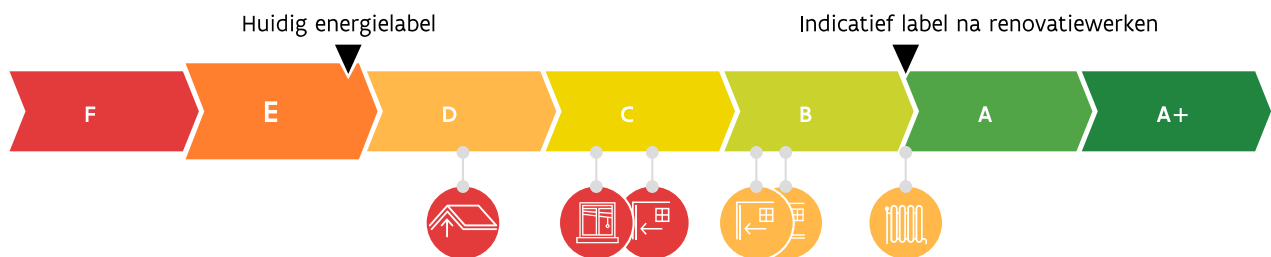 Huidig energielabel
Indicatief label na renovatiewerken
F
E
D
C
B
A
A+